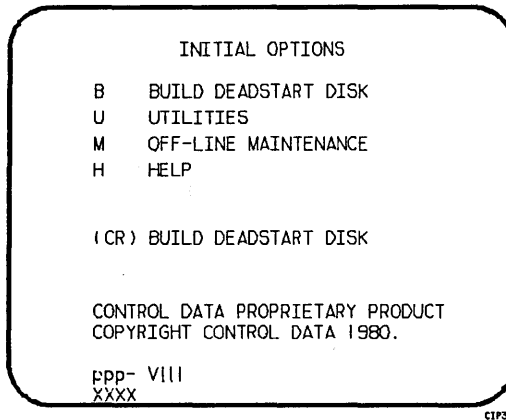 INITIAL OPTIONS
B BUILD DEADSTART DISK
U UTILITIES
M OFF-LINE MAINTENANCE
H HELP
(CR) BUILD DEADSTART DISK
CONTROL DATA PROPRIETARY PRODUCT
COPYRIGHT CONTROL DATA 1980.
ppp- VIII
XXXX
CIP3